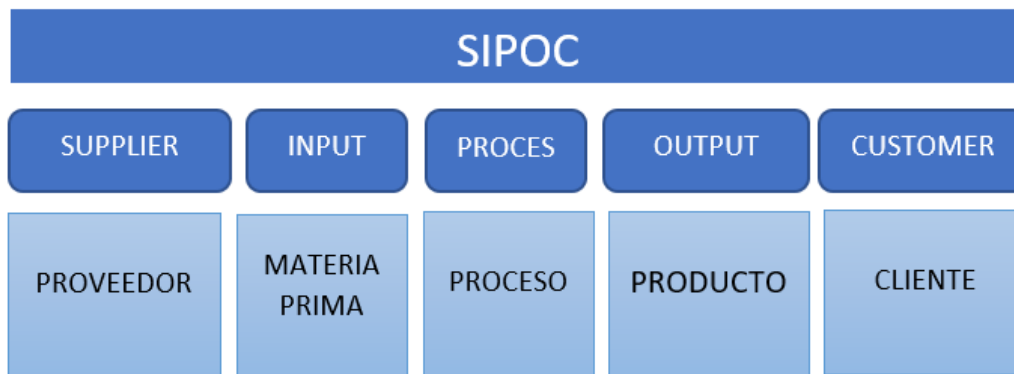 SIPOC
SUPPLIER
INPUT
PROCES
OUTPUT
CUSTOMER
PROVEEDOR
MATERIA
PRIMA
PROCESO
PRODUCTO
CLIENTE